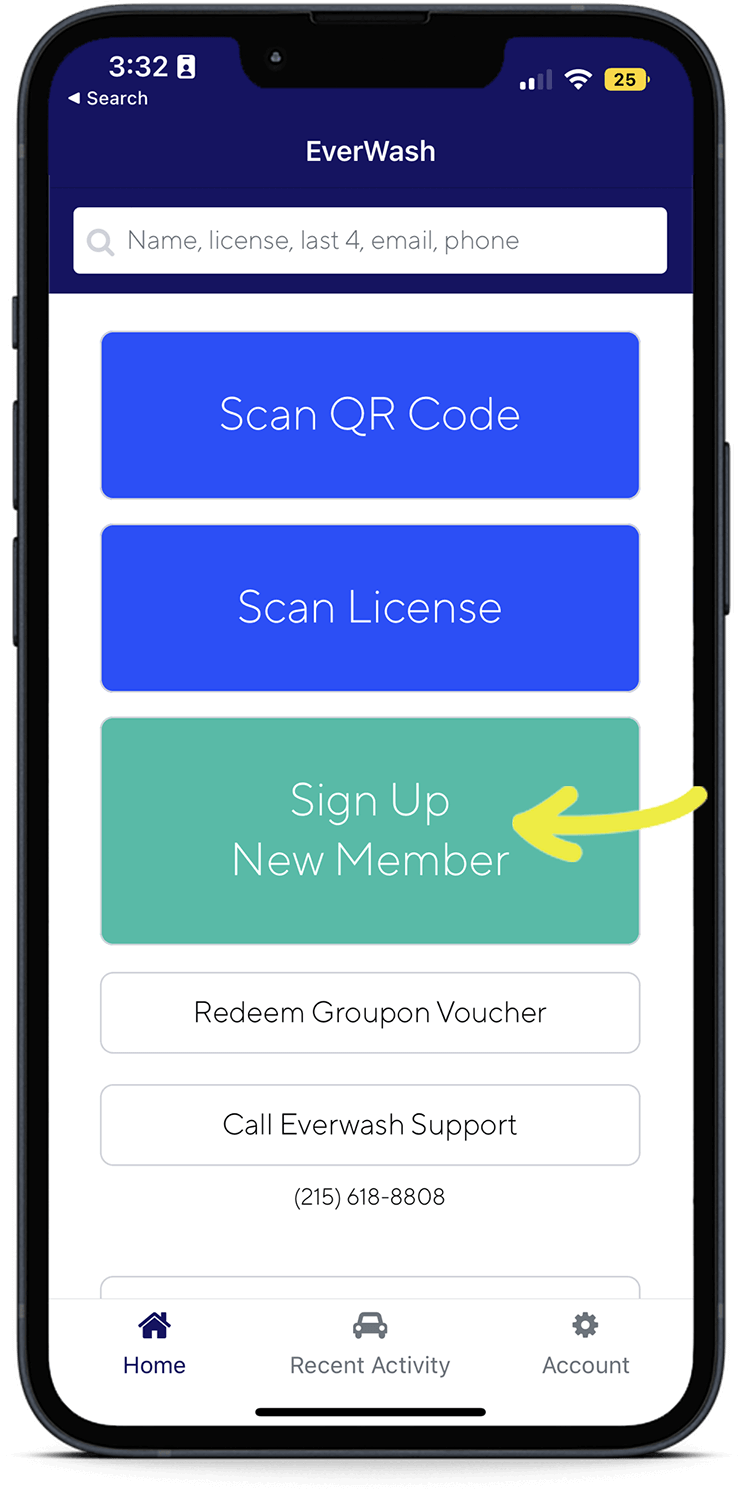 3:32
25
Search
EverWash
Name, license, last 4, email, phone
Scan QR Code
Scan License
Sign Up
New Member
Redeem Groupon Voucher
Call Everwash Support
(215) 618-8808
Home
Recent Activity
Account